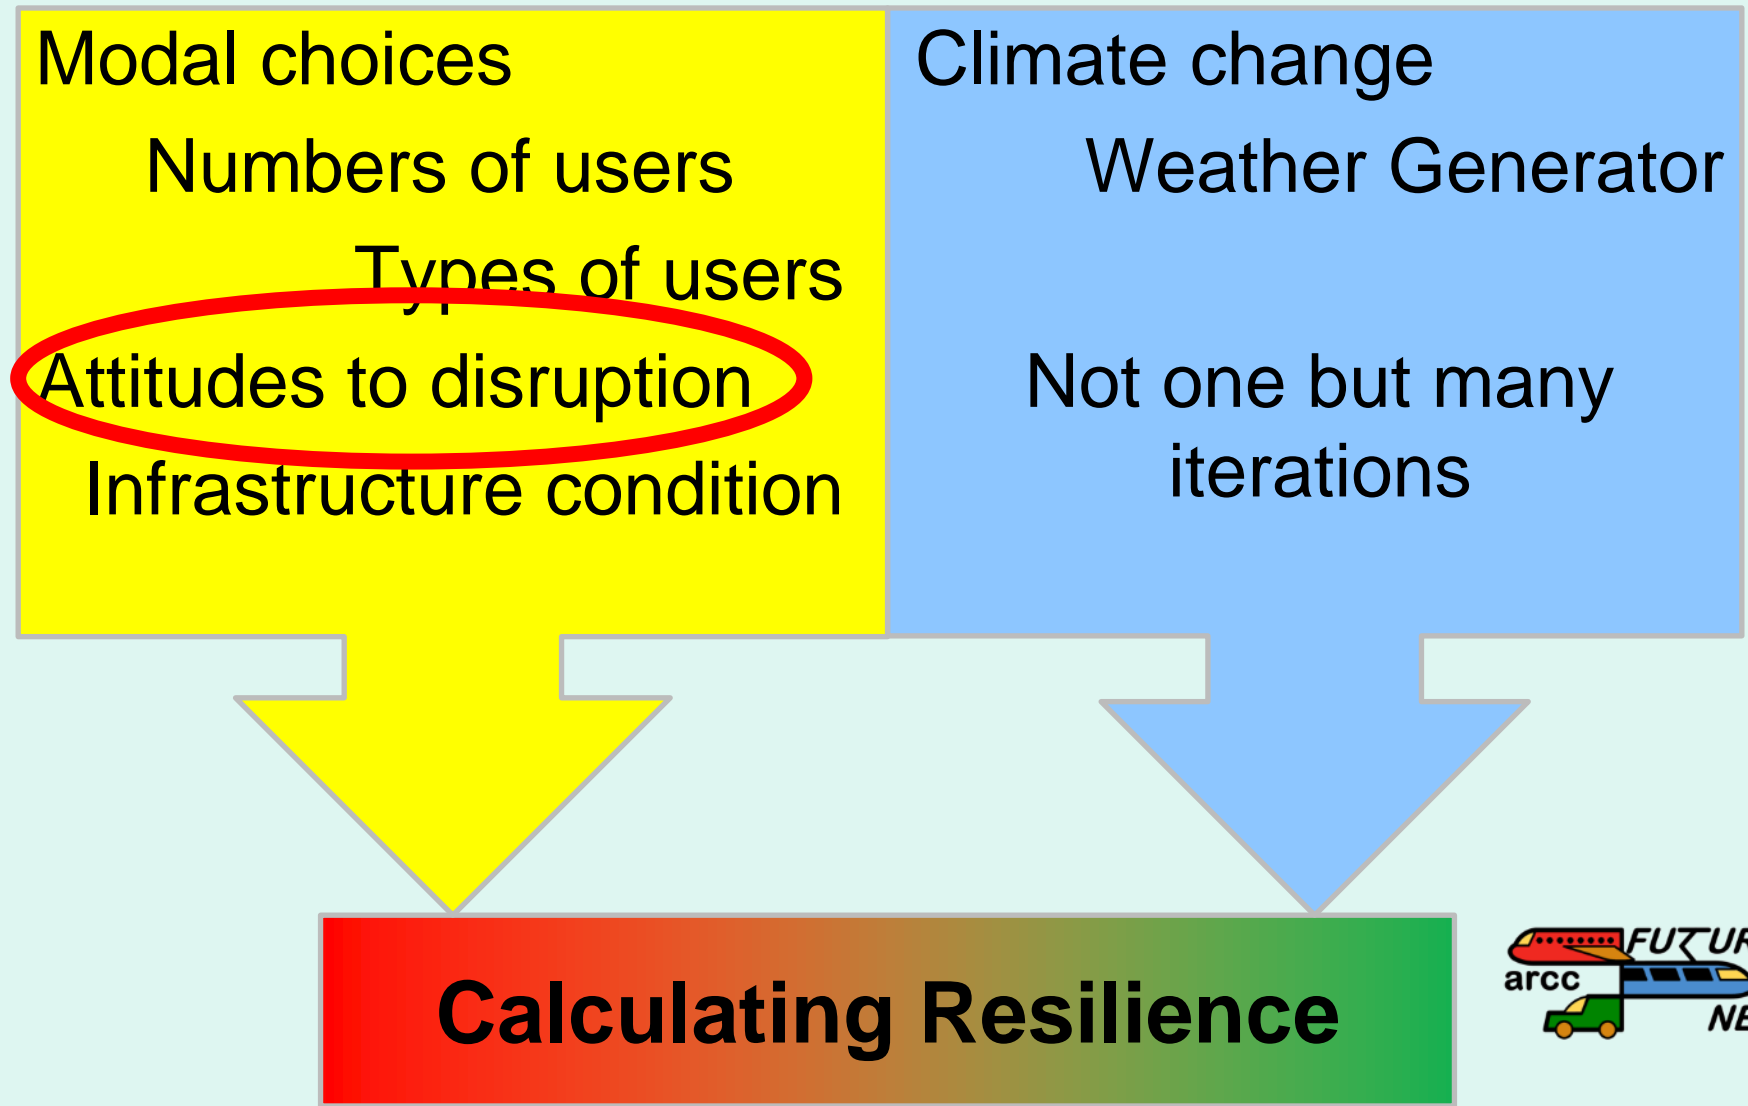 Modal choices
Numbers of users
Types of users
Attitudes to disruption
Infrastructure condition
Climate change
Weather Generator
Not one but many
iterations
Calculating Resilience
arcc